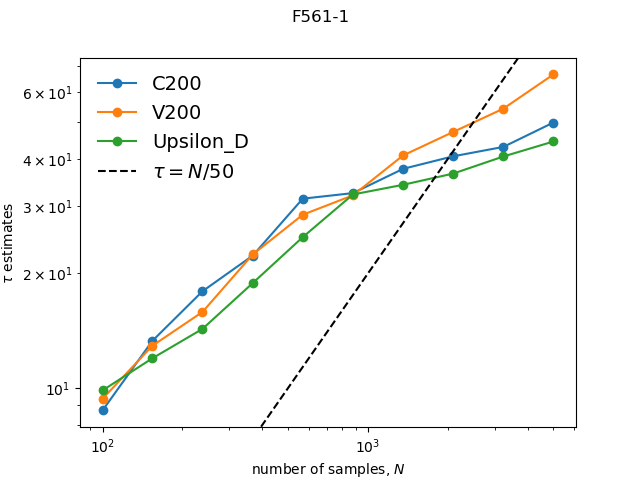 F561-1
C200
V200
Upsilon_D
τ = N/50
6 × 10¹
4 × 10¹
3 × 10¹
2 × 10¹
10¹
τ estimates
10² 10³
number of samples, N